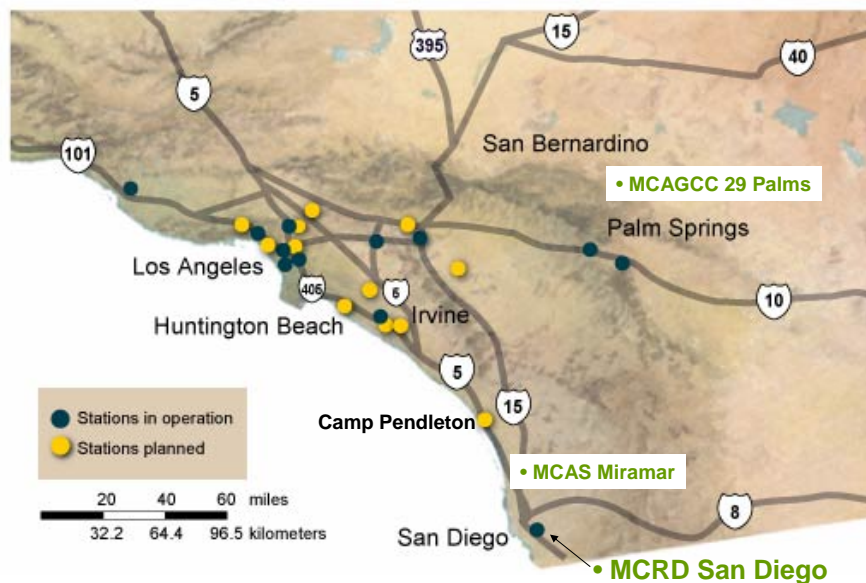 15
395
40
5
101
San Bernardino
• MCAGCC 29 Palms
Palm Springs
Los Angeles
405
5
10
Huntington Beach
Irvine
5
15
Stations in operation
Stations planned
Camp Pendleton
• MCAS Miramar
20 40 60 miles
32.2 64.4 96.5 kilometers
8
San Diego
• MCRD San Diego